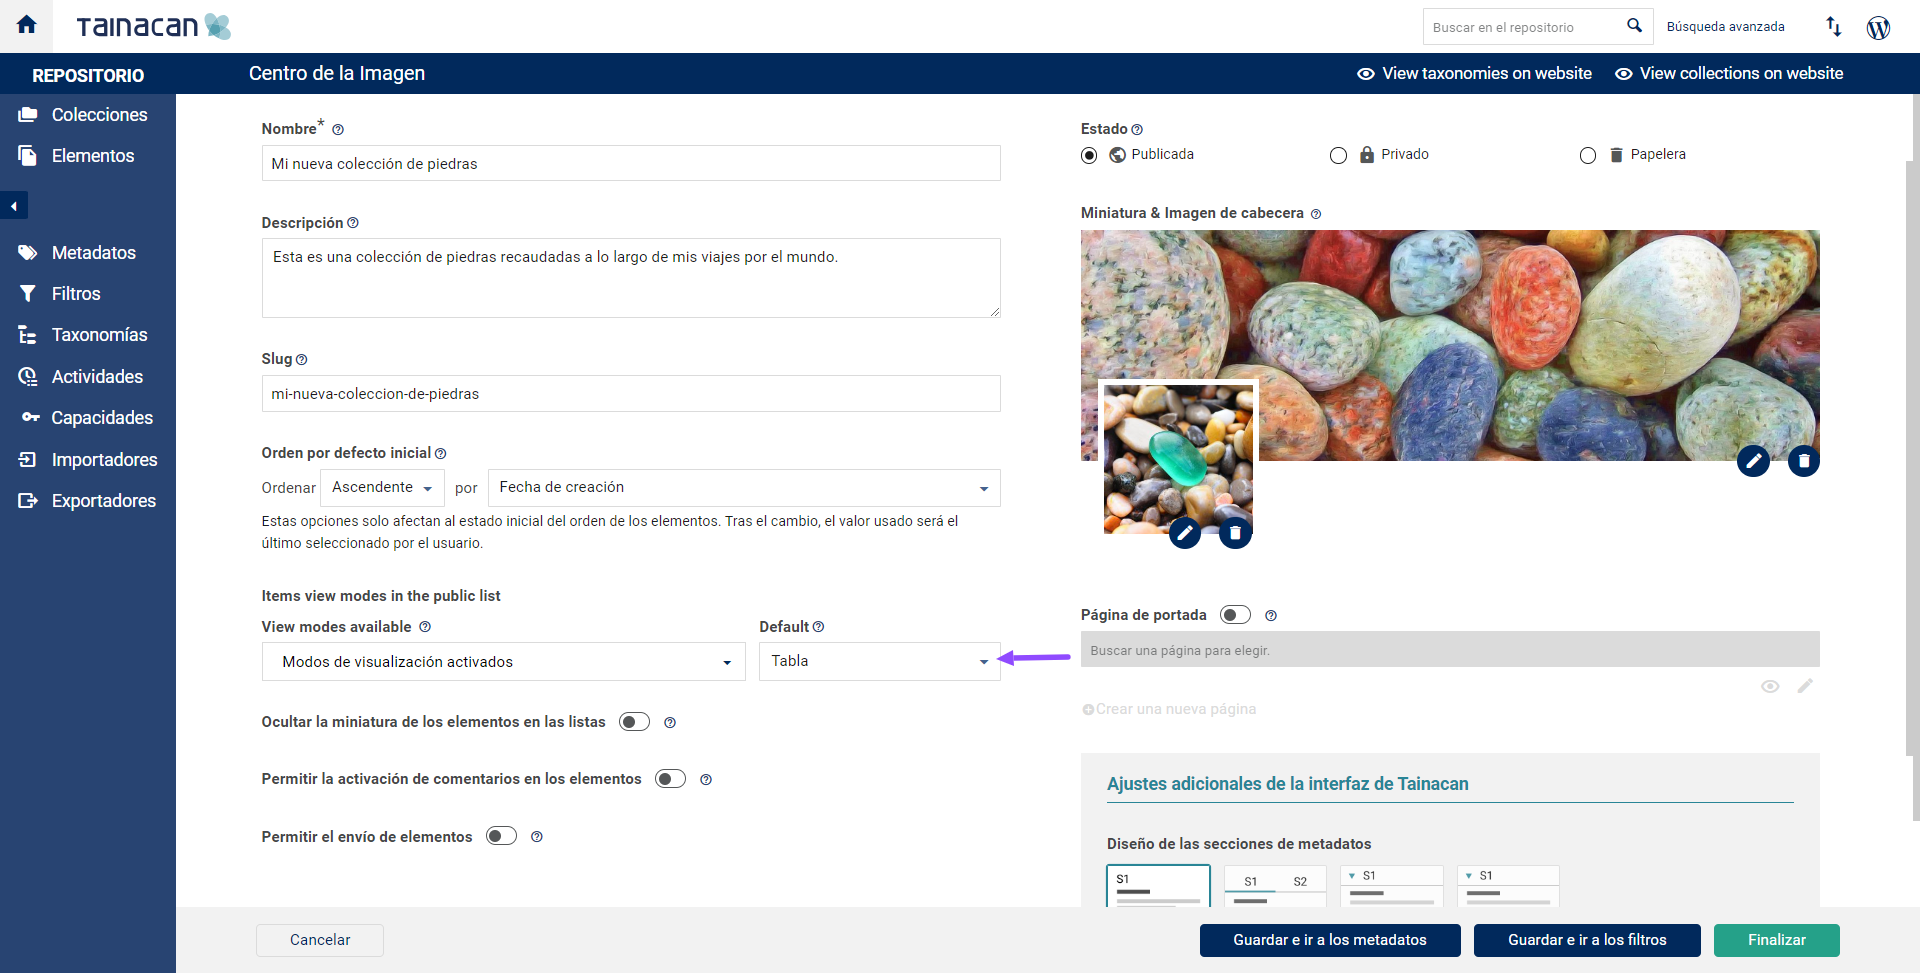 TAINACAN
Buscar en el repositorio
Búsqueda avanzada
REPOSITORIO
Centro de la Imagen
View taxonomies on website
View collections on website
Colecciones
Elementos
Metadatos
Filtros
Taxonomías
Actividades
Capacidades
Importadores
Exportadores
Nombre*
Mi nueva colección de piedras
Descripción
Esta es una colección de piedras recaudadas a lo largo de mis viajes por el mundo.
Slug
mi-nueva-coleccion-de-piedras
Orden por defecto inicial
Ordenar Ascendente por Fecha de creación
Estas opciones solo afectan al estado inicial del orden de los elementos. Tras el cambio, el valor usado será el
último seleccionado por el usuario.
Items view modes in the public list
View modes available
Default
Modos de visualización activados
Tabla
Ocultar la miniatura de los elementos en las listas
Permitir la activación de comentarios en los elementos
Permitir el envío de elementos
Estado
Publicada
Privado
Papelera
Miniatura & Imagen de cabecera
Página de portada
Buscar una página para elegir.
Crear una nueva página
Ajustes adicionales de la interfaz de Tainacan
Diseño de las secciones de metadatos
S1
S1 S2
S1
S1
Cancelar
Guardar e ir a los metadatos
Guardar e ir a los filtros
Finalizar